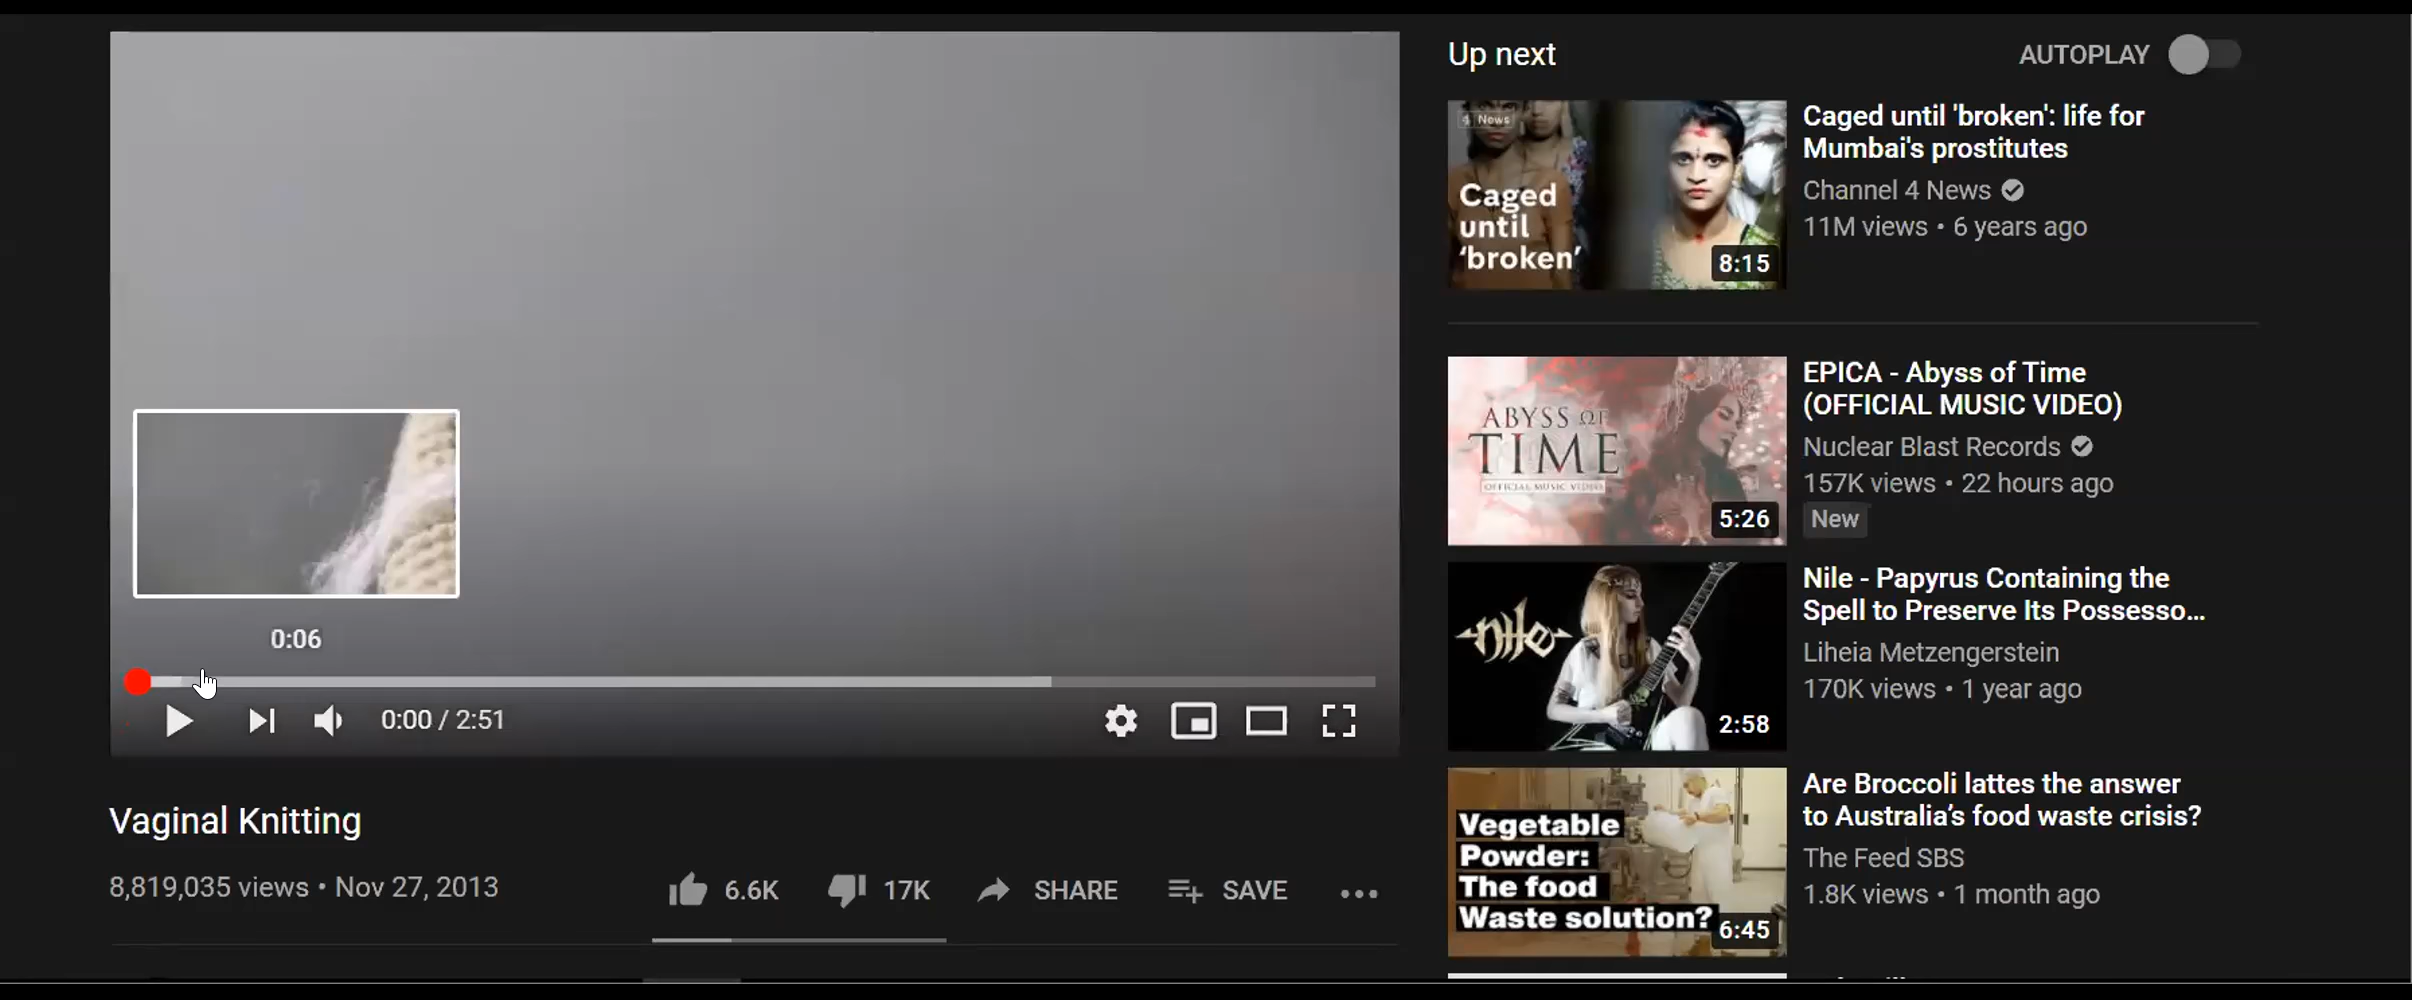 Up next
AUTOPLAY
4 News
Caged
until
‘broken’
8:15
Caged until 'broken': life for
Mumbai's prostitutes
Channel 4 News
11M views • 6 years ago
ABYSS OF
TIME
OFFICIAL MUSIC VIDEO
5:26
EPICA - Abyss of Time
(OFFICIAL MUSIC VIDEO)
Nuclear Blast Records
157K views • 22 hours ago
New
nile
2:58
Nile - Papyrus Containing the
Spell to Preserve Its Possesso...
Liheia Metzengerstein
170K views • 1 year ago
Vegetable
Powder:
The food
Waste solution?
6:45
Are Broccoli lattes the answer
to Australia’s food waste crisis?
The Feed SBS
1.8K views • 1 month ago
0:06
0:00 / 2:51
Vaginal Knitting
8,819,035 views • Nov 27, 2013
6.6K
17K
SHARE
SAVE